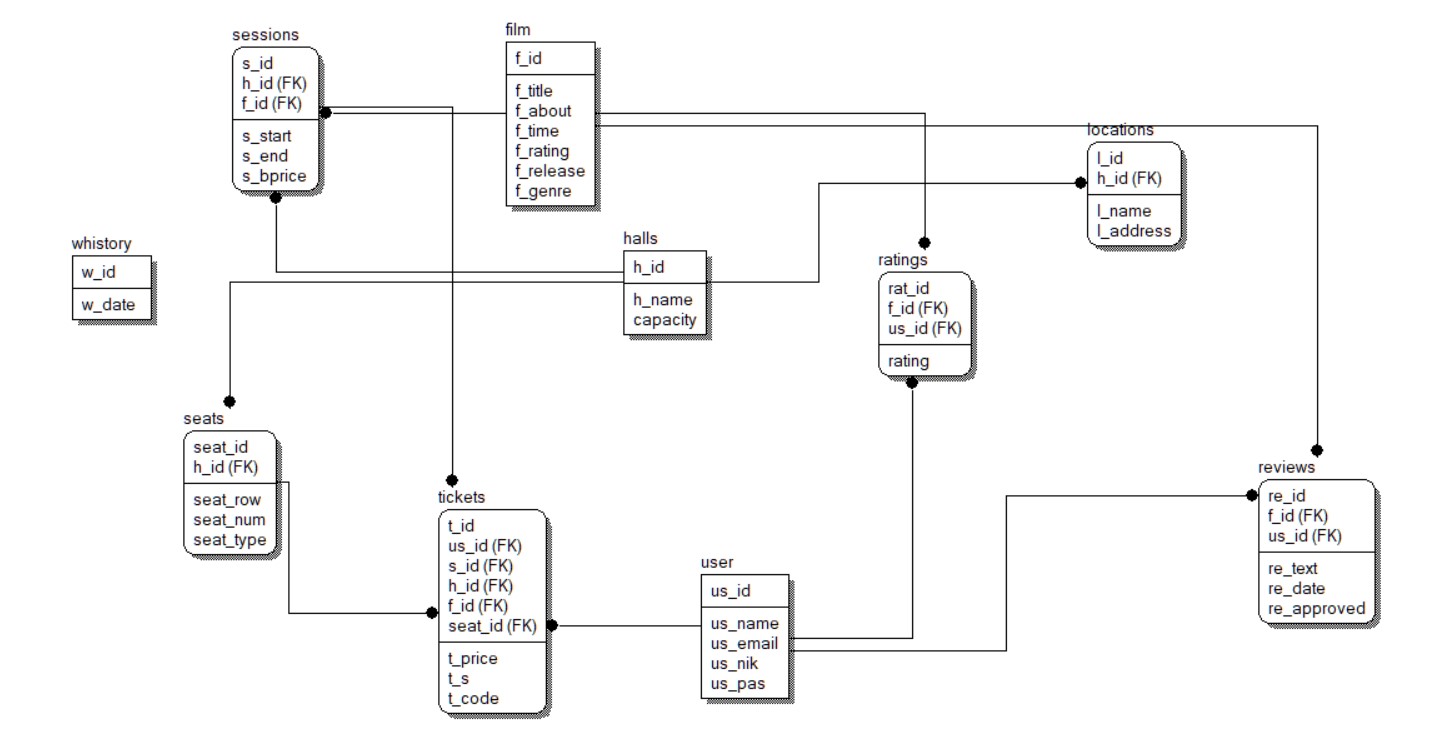 sessions
s_id
h_id (FK)
f_id (FK)
s_start
s_end
s_bprice
film
f_id
f_title
f_about
f_time
f_rating
f_release
f_genre
locations
l_id
h_id (FK)
l_name
l_address
whistory
w_id
w_date
halls
h_id
h_name
capacity
ratings
rat_id
f_id (FK)
us_id (FK)
rating
seats
seat_id
h_id (FK)
seat_row
seat_num
seat_type
tickets
t_id
us_id (FK)
s_id (FK)
h_id (FK)
f_id (FK)
seat_id (FK)
t_price
t_s
t_code
user
us_id
us_name
us_email
us_nik
us_pas
reviews
re_id
f_id (FK)
us_id (FK)
re_text
re_date
re_approved